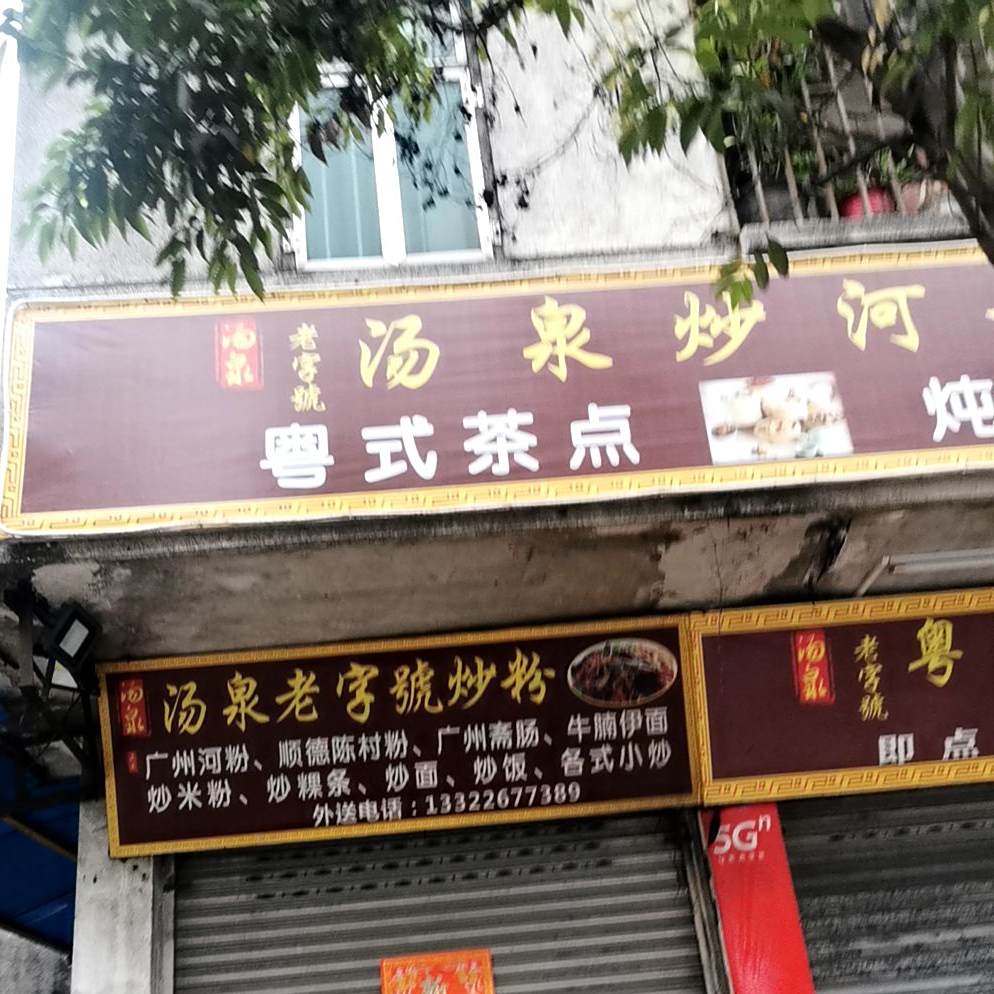 汤泉
老字號
汤泉炒河
粤式茶点
炖
汤泉
汤泉老字號炒粉
广州河粉、顺德陈村粉、广州斋肠、牛腩伊面
炒米粉、炒粿条、炒面、炒饭、各式小炒
外送电话:13322677389
汤泉
老字號
粤
即点
5Gⁿ